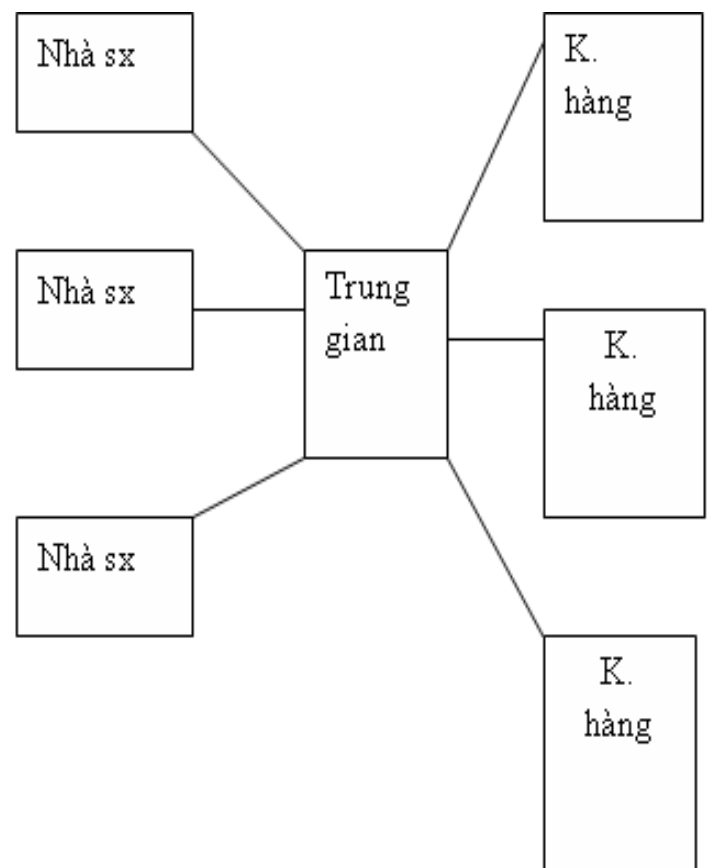 Nhà sx
K.
hàng
Nhà sx
Trung
gian
K.
hàng
Nhà sx
K.
hàng